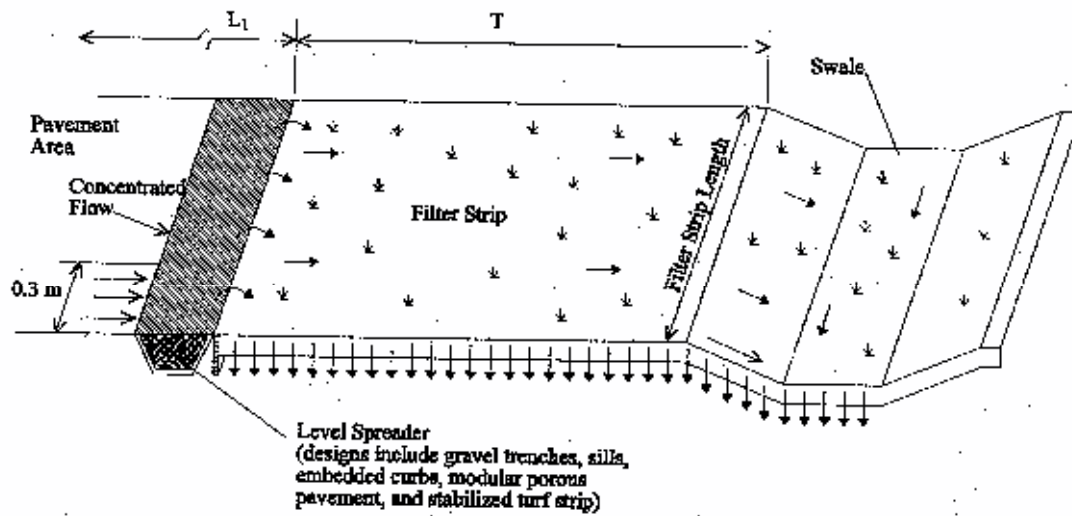 L1
T
Swale
Pavement
Area
Concentrated
Flow
Filter Strip
Filter Strip Length
0.3 m
Level Spreader
(designs include gravel trenches, sills,
embedded curbs, modular porous
pavement, and stabilized turf strip)